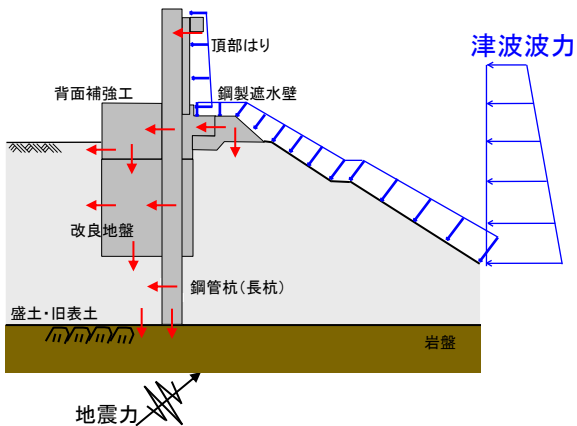 頂部はり
津波波力
背面補強工
鋼製遮水壁
改良地盤
鋼管杭(長杭)
盛土・旧表土
岩盤
地震力